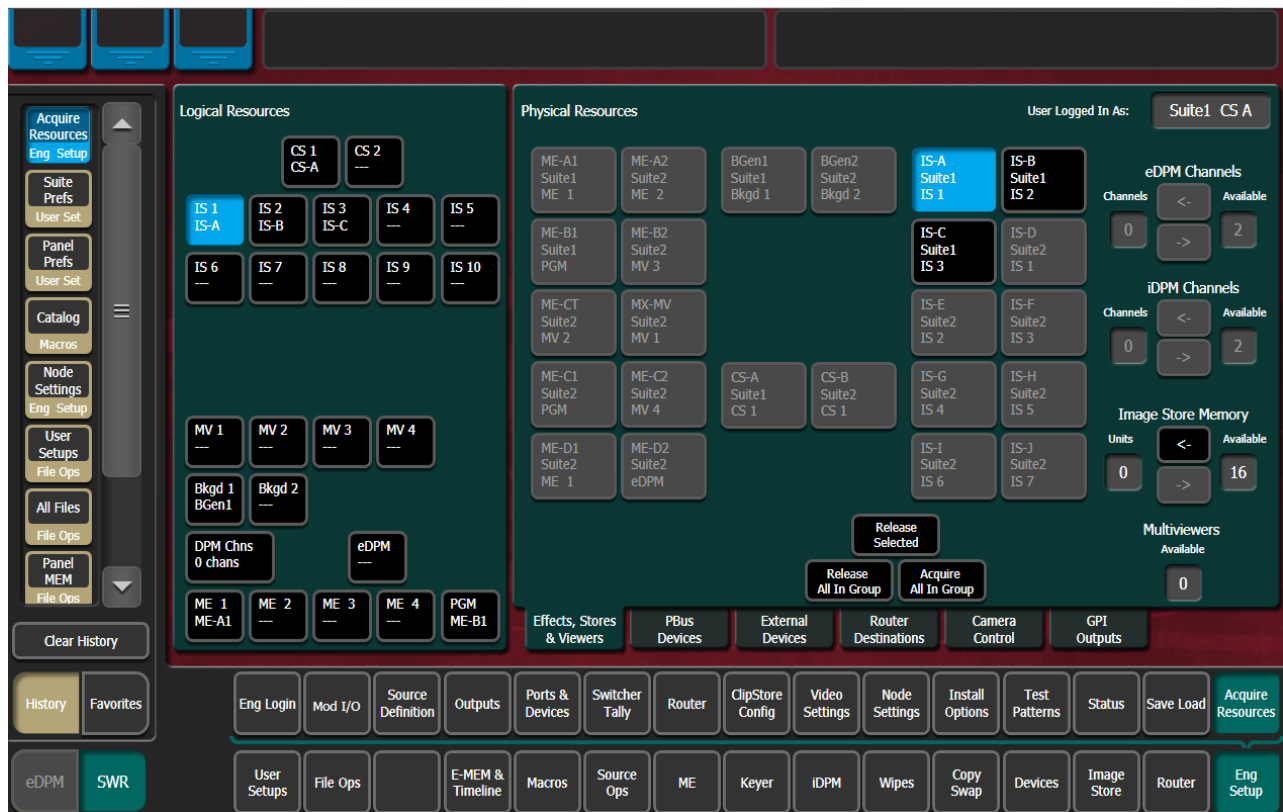 Logical Resources
Physical Resources
User Logged In As:
Suite1 CS A
Acquire
Resources
Eng Setup
Suite
Prefs
User Set
Panel
Prefs
User Set
Catalog
Macros
Node
Settings
Eng Setup
User
Setups
File Ops
All Files
File Ops
Panel
MEM
File Ops
Clear History
History
Favorites
eDPM
SWR
CS 1
CS-A
CS 2
---
IS 1
IS-A
IS 2
IS-B
IS 3
IS-C
IS 4
---
IS 5
---
IS 6
---
IS 7
---
IS 8
---
IS 9
---
IS 10
---
MV 1
---
MV 2
---
MV 3
---
MV 4
---
Bkgd 1
BGen1
Bkgd 2
---
DPM Chns
0 chans
eDPM
---
ME 1
ME-A1
ME 2
---
ME 3
---
ME 4
---
PGM
ME-B1
ME-A1
Suite1
ME 1
ME-A2
Suite2
ME 2
BGen1
Suite1
Bkgd 1
BGen2
Suite2
Bkgd 2
IS-A
Suite1
IS 1
IS-B
Suite1
IS 2
ME-B1
Suite1
PGM
ME-B2
Suite2
MV 3
IS-C
Suite1
IS 3
IS-D
Suite2
IS 1
ME-CT
Suite2
MV 2
MX-MV
Suite2
MV 1
IS-E
Suite2
IS 2
IS-F
Suite2
IS 3
ME-C1
Suite2
PGM
ME-C2
Suite2
MV 4
CS-A
Suite1
CS 1
CS-B
Suite2
CS 1
IS-G
Suite2
IS 4
IS-H
Suite2
IS 5
ME-D1
Suite2
ME 1
ME-D2
Suite2
eDPM
IS-I
Suite2
IS 6
IS-J
Suite2
IS 7
eDPM Channels
Channels
<-
Available
0
->
2
iDPM Channels
Channels
<-
Available
0
->
2
Image Store Memory
Units
<-
Available
0
->
16
Multiviewers
Available
0
Release
Selected
Release
All In Group
Acquire
All In Group
Effects, Stores
& Viewers
PBus
Devices
External
Devices
Router
Destinations
Camera
Control
GPI
Outputs
Eng Login
Mod I/O
Source
Definition
Outputs
Ports &
Devices
Switcher
Tally
Router
ClipStore
Config
Video
Settings
Node
Settings
Install
Options
Test
Patterns
Status
Save Load
Acquire
Resources
User
Setups
File Ops
E-MEM &
Timeline
Macros
Source
Ops
ME
Keyer
iDPM
Wipes
Copy
Swap
Devices
Image
Store
Router
Eng
Setup